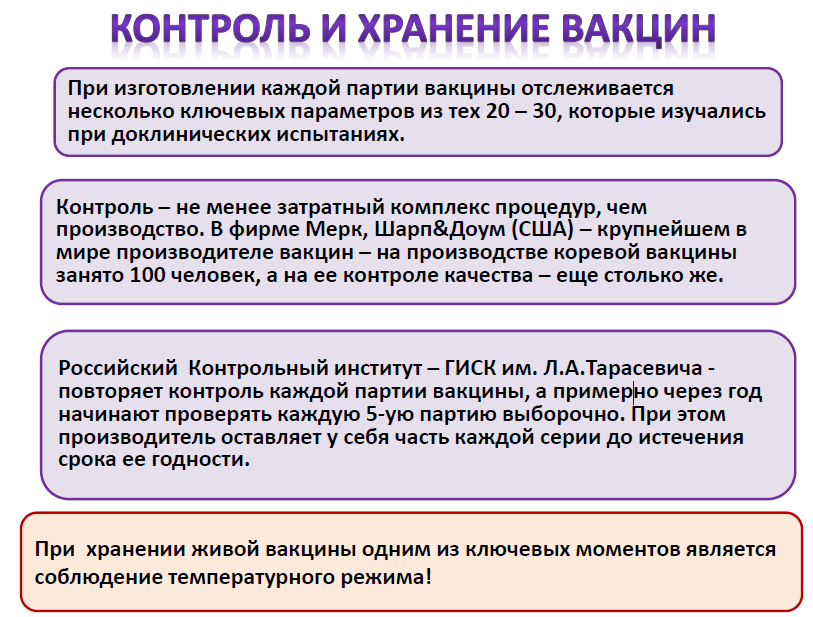 КОНТРОЛЬ И ХРАНЕНИЕ ВАКЦИН
При изготовлении каждой партии вакцины отслеживается
несколько ключевых параметров из тех 20 – 30, которые изучались
при доклинических испытаниях.
Контроль – не менее затратный комплекс процедур, чем
производство. В фирме Мерк, Шарп&Доум (США) – крупнейшем в
мире производителе вакцин – на производстве коревой вакцины
занято 100 человек, а на ее контроле качества – еще столько же.
Российский  Контрольный институт – ГИСК им. Л.А.Тарасевича -
повторяет контроль каждой партии вакцины, а примерно через год
начинают проверять каждую 5-ую партию выборочно. При этом
производитель оставляет у себя часть каждой серии до истечения
срока ее годности.
При  хранении живой вакцины одним из ключевых моментов является
соблюдение температурного режима!